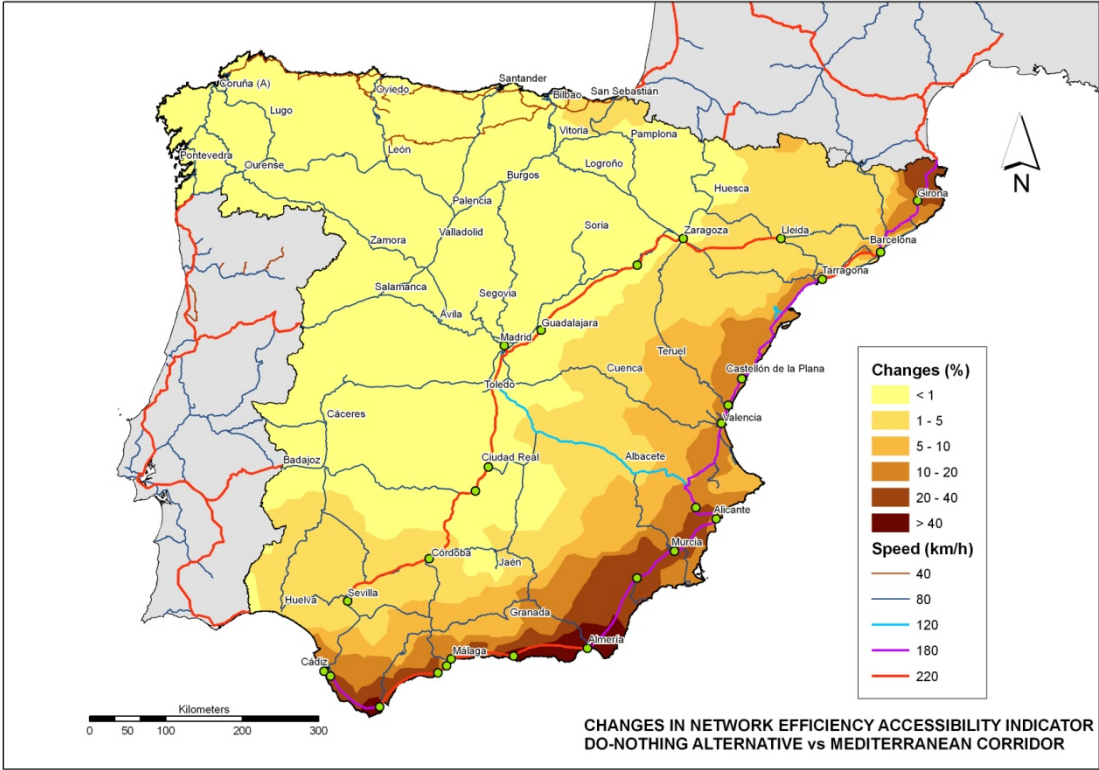 Coruña (A)
Lugo
Oviedo
Santander
Bilbao
San Sebastián
Pontevedra
Ourense
León
Vitoria
Pamplona
Logroño
Burgos
Huesca
Girona
Palencia
Soria
Zaragoza
Lleida
Barcelona
Zamora
Valladolid
Tarragona
Salamanca
Segovia
Ávila
Guadalajara
Madrid
Teruel
Castellón de la Plana
Cuenca
Toledo
Valencia
Cáceres
Badajoz
Ciudad Real
Albacete
Alicante
Murcia
Córdoba
Jaén
Huelva
Sevilla
Granada
Almería
Málaga
Cádiz
N
Changes (%)
< 1
1 - 5
5 - 10
10 - 20
20 - 40
> 40
Speed (km/h)
40
80
120
180
220
Kilometers
0 50 100 200 300
CHANGES IN NETWORK EFFICIENCY ACCESSIBILITY INDICATOR
DO-NOTHING ALTERNATIVE vs MEDITERRANEAN CORRIDOR